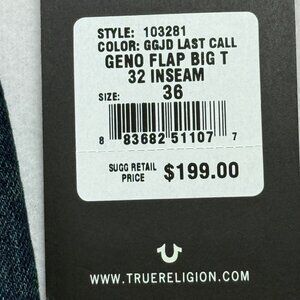 STYLE: 103281
COLOR: GGJD LAST CALL
GENO FLAP BIG T
32 INSEAM
SIZE: 36
8 83682 51107 7
SUGG RETAIL PRICE $199.00
WWW.TRUERELIGION.COM